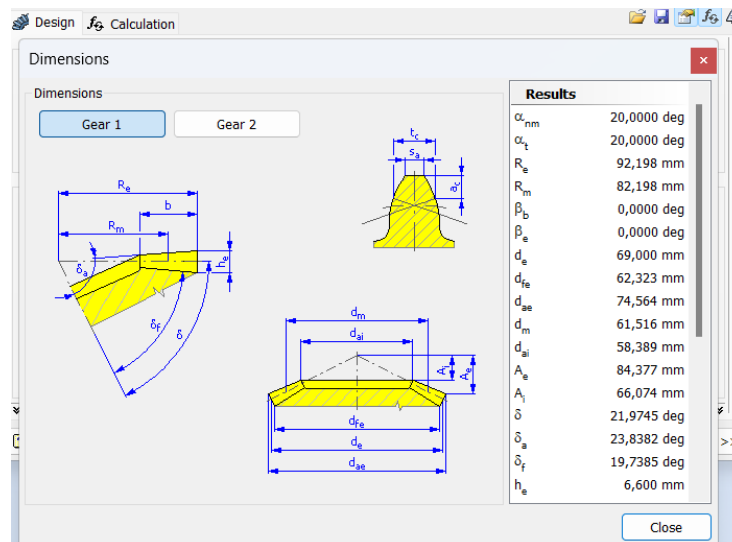 Design fG Calculation
Dimensions
Dimensions
Gear 1 Gear 2
Results
αnm 20,0000 deg
αt 20,0000 deg
Re 92,198 mm
Rm 82,198 mm
βb 0,0000 deg
βe 0,0000 deg
de 69,000 mm
dfe 62,323 mm
dae 74,564 mm
dm 61,516 mm
dai 58,389 mm
Ae 84,377 mm
Ai 66,074 mm
δ 21,9745 deg
δa 23,8382 deg
δf 19,7385 deg
he 6,600 mm
tc
sa
ac
Re
b
Rm
he
δa
δf
δ
dm
dai
Ai
Ae
dfe
de
dae
Close